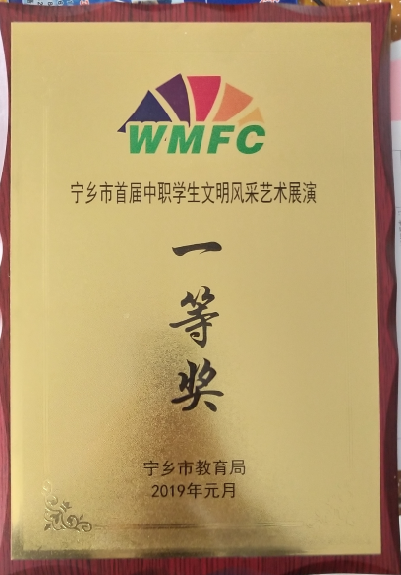 WMFC
宁乡市首届中职学生文明风采艺术展演
一
等
奖
宁乡市教育局
2019年元月